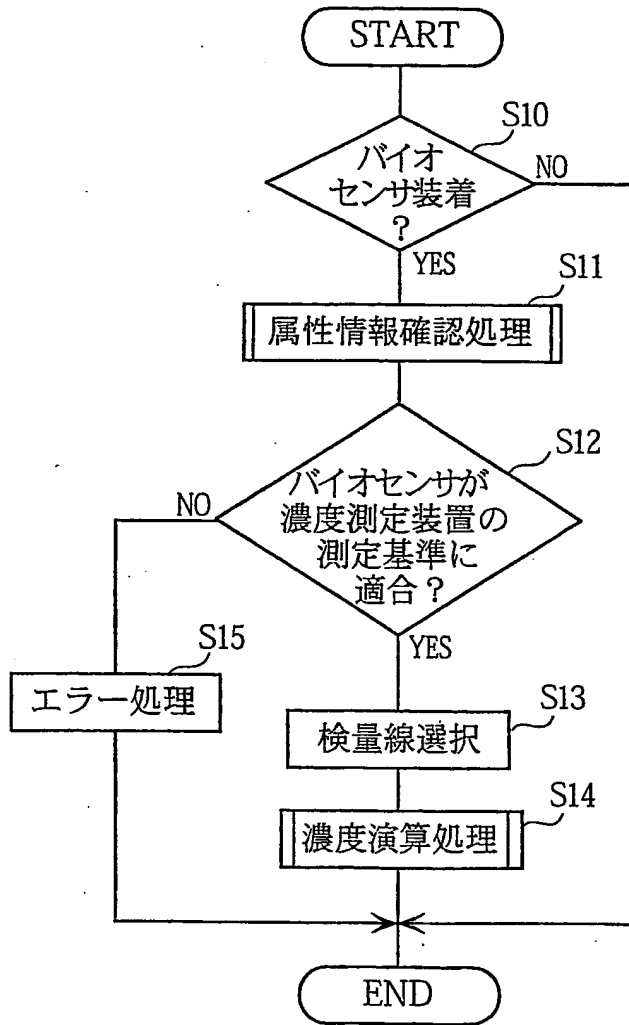 START
S10
バイオ
センサ装着
?
NO
YES
S11
属性情報確認処理
S12
バイオセンサが
濃度測定装置の
測定基準に
適合?
NO
YES
S15
エラー処理
S13
検量線選択
S14
濃度演算処理
END